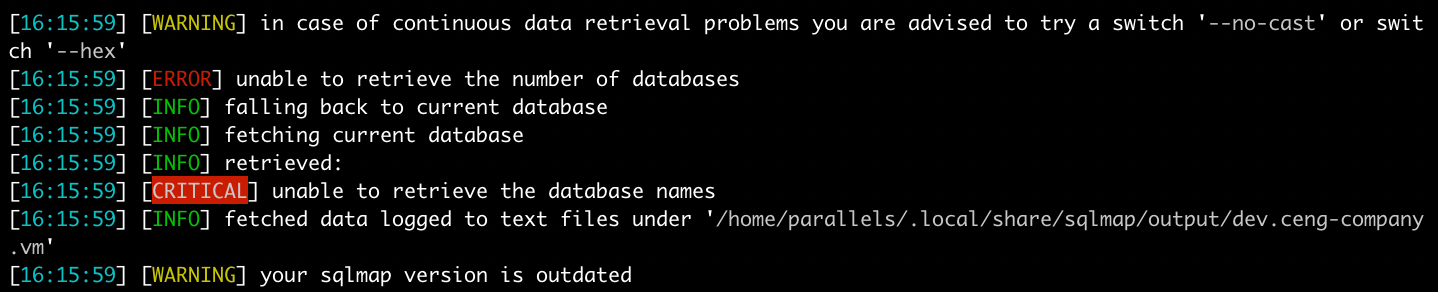 [16:15:59] [WARNING] in case of continuous data retrieval problems you are advised to try a switch '--no-cast' or swit
ch '--hex'
[16:15:59] [ERROR] unable to retrieve the number of databases
[16:15:59] [INFO] falling back to current database
[16:15:59] [INFO] fetching current database
[16:15:59] [INFO] retrieved:
[16:15:59] [CRITICAL] unable to retrieve the database names
[16:15:59] [INFO] fetched data logged to text files under '/home/parallels/.local/share/sqlmap/output/dev.ceng-company
.vm'
[16:15:59] [WARNING] your sqlmap version is outdated